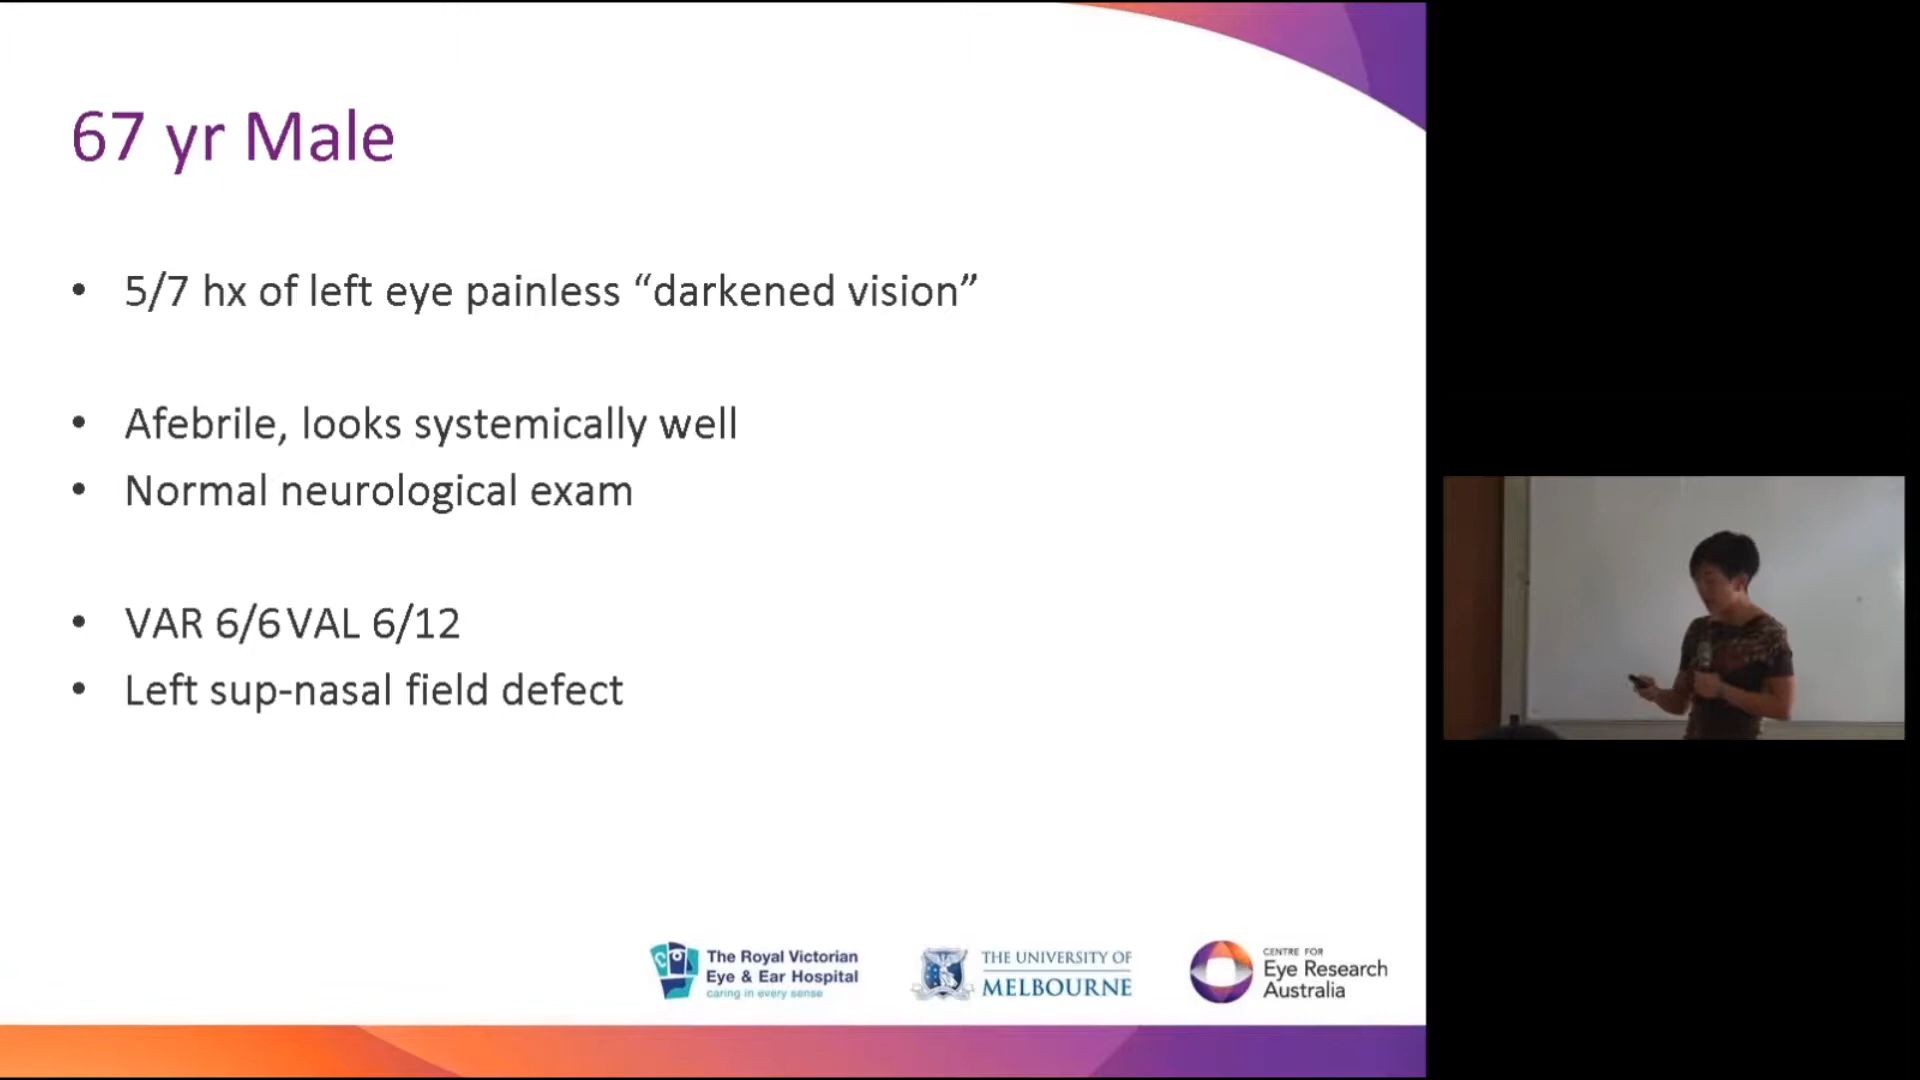 67 yr Male
• 5/7 hx of left eye painless “darkened vision”
• Afebrile, looks systemically well
• Normal neurological exam
• VAR 6/6 VAL 6/12
• Left sup-nasal field defect
The Royal Victorian
Eye & Ear Hospital
caring in every sense
THE UNIVERSITY OF
MELBOURNE
CENTRE FOR
Eye Research
Australia